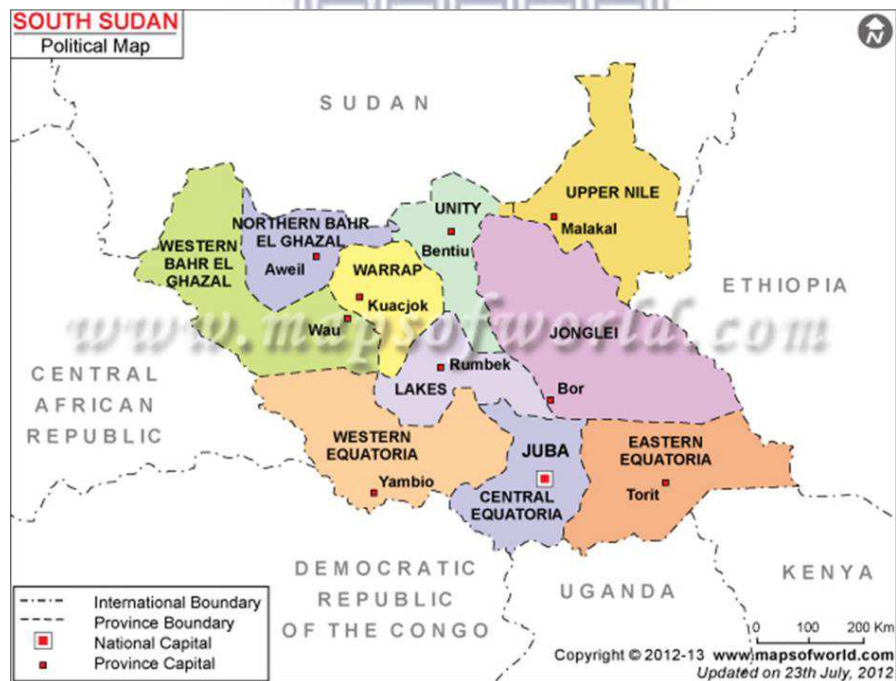 SOUTH SUDAN
Political Map
N
SUDAN
UPPER NILE
Malakal
UNITY
Bentiu
NORTHERN BAHR
EL GHAZAL
Aweil
WESTERN
BAHR EL
GHAZAL
WARRAP
Kuacjok
ETHIOPIA
www.mapsofworld.com
Wau
JONGLEI
Rumbek
LAKES
Bor
CENTRAL
AFRICAN
REPUBLIC
WESTERN
EQUATORIA
Yambio
JUBA
CENTRAL
EQUATORIA
EASTERN
EQUATORIA
Torit
DEMOCRATIC
REPUBLIC
OF THE CONGO
UGANDA
KENYA
International Boundary
Province Boundary
National Capital
Province Capital
0 100 200 Km
Copyright © 2012-13 www.mapsofworld.com
Updated on 23th July, 2012